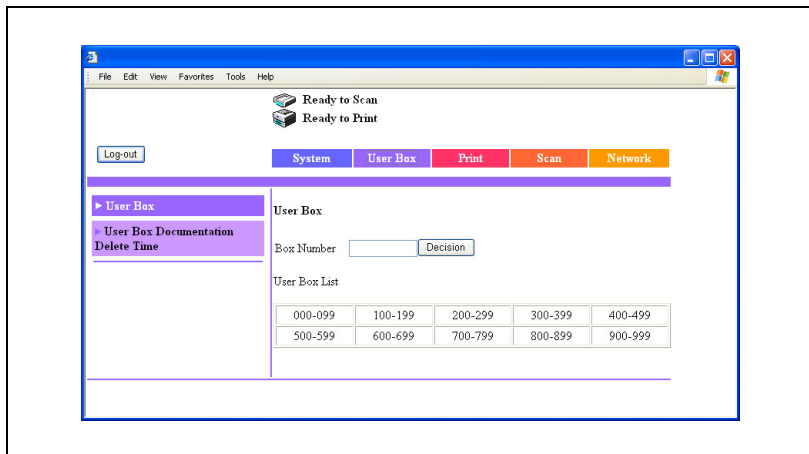 File Edit View Favorites Tools Help
Ready to Scan
Ready to Print
Log-out
System User Box Print Scan Network
User Box
User Box Documentation
Delete Time
User Box
Box Number Decision
User Box List
000-099 100-199 200-299 300-399 400-499
500-599 600-699 700-799 800-899 900-999